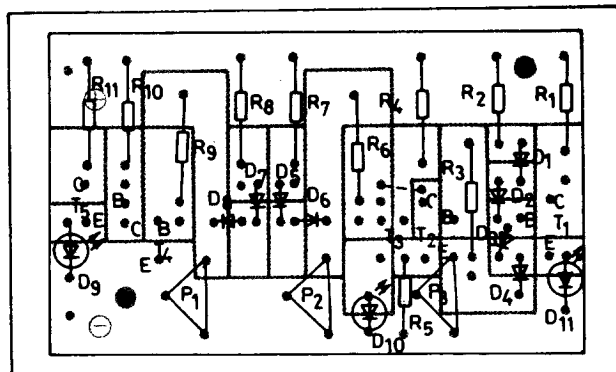 R11
R10
R8
R7
R4
R2
R1
R9
R6
R3
D7
D5
D1
D2
D
D6
C
T5
E
B
C
B
T4
E
C
B
T3
T2
E
D3
B
C
T1
E
D9
P1
P2
P3
D4
R5
D10
D11